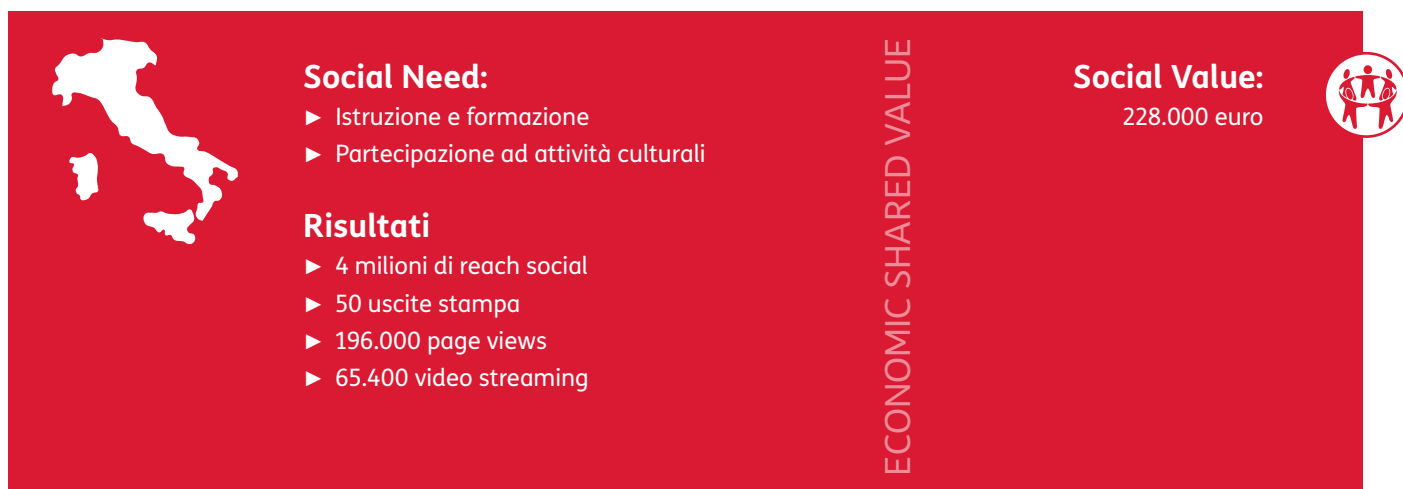 Social Need:
► Istruzione e formazione
► Partecipazione ad attività culturali
Risultati
► 4 milioni di reach social
► 50 uscite stampa
► 196.000 page views
► 65.400 video streaming
ECONOMIC SHARED VALUE
Social Value:
228.000 euro